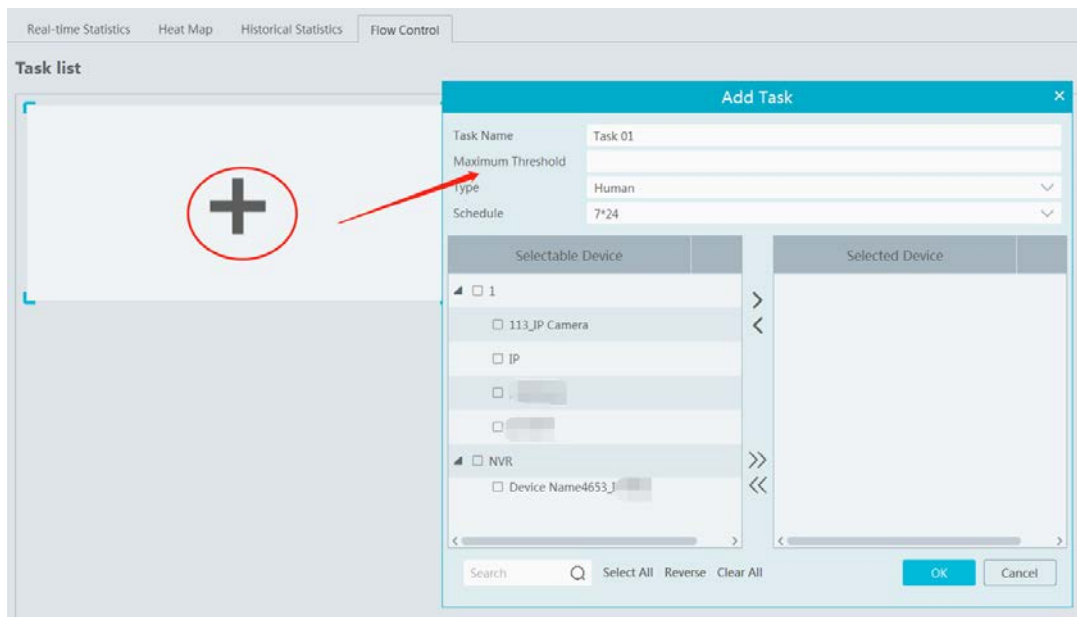 Real-time Statistics Heat Map Historical Statistics Flow Control
Task list
Add Task
Task Name Task 01
Maximum Threshold
Type Human
Schedule 7*24
Selectable Device Selected Device
1
113_IP Camera
IP
NVR
Device Name4653_
Search Select All Reverse Clear All OK Cancel